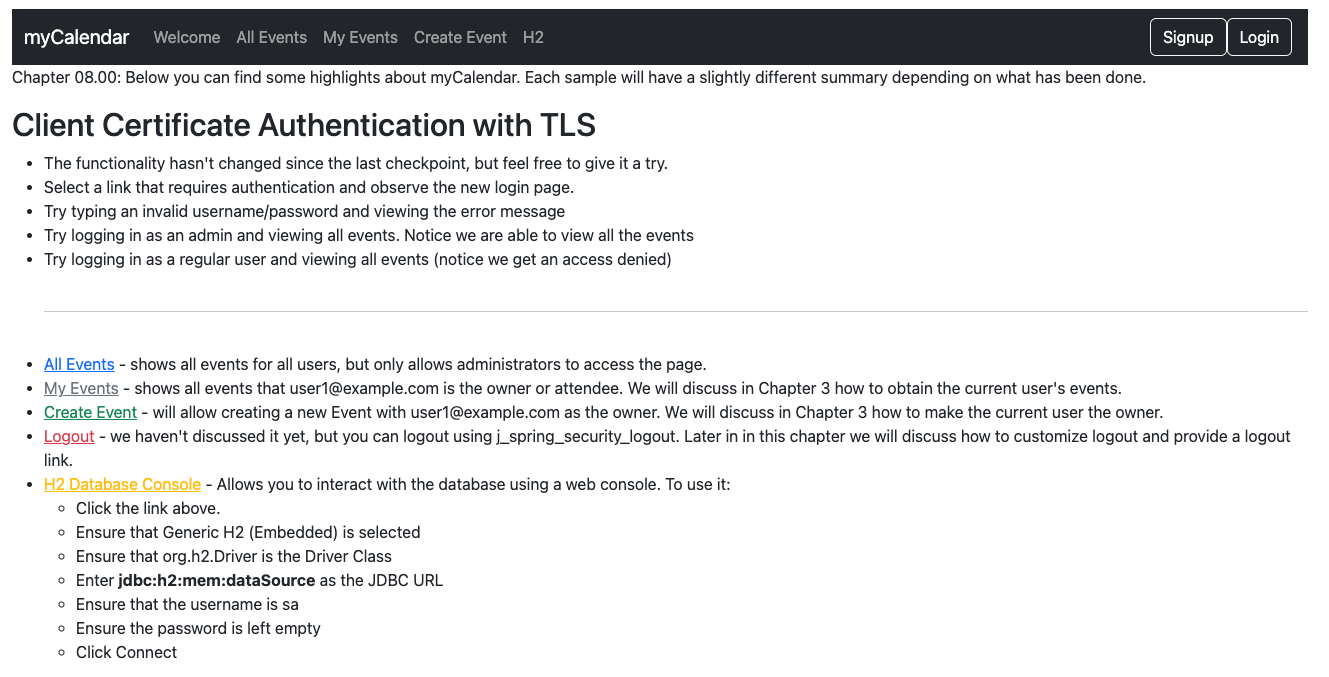 myCalendar Welcome All Events My Events Create Event H2 Signup Login
Chapter 08.00: Below you can find some highlights about myCalendar. Each sample will have a slightly different summary depending on what has been done.
Client Certificate Authentication with TLS
• The functionality hasn't changed since the last checkpoint, but feel free to give it a try.
• Select a link that requires authentication and observe the new login page.
• Try typing an invalid username/password and viewing the error message
• Try logging in as an admin and viewing all events. Notice we are able to view all the events
• Try logging in as a regular user and viewing all events (notice we get an access denied)
• All Events - shows all events for all users, but only allows administrators to access the page.
• My Events - shows all events that user1@example.com is the owner or attendee. We will discuss in Chapter 3 how to obtain the current user's events.
• Create Event - will allow creating a new Event with user1@example.com as the owner. We will discuss in Chapter 3 how to make the current user the owner.
• Logout - we haven't discussed it yet, but you can logout using j_spring_security_logout. Later in in this chapter we will discuss how to customize logout and provide a logout
link.
• H2 Database Console - Allows you to interact with the database using a web console. To use it:
◦ Click the link above.
◦ Ensure that Generic H2 (Embedded) is selected
◦ Ensure that org.h2.Driver is the Driver Class
◦ Enter jdbc:h2:mem:dataSource as the JDBC URL
◦ Ensure that the username is sa
◦ Ensure the password is left empty
◦ Click Connect